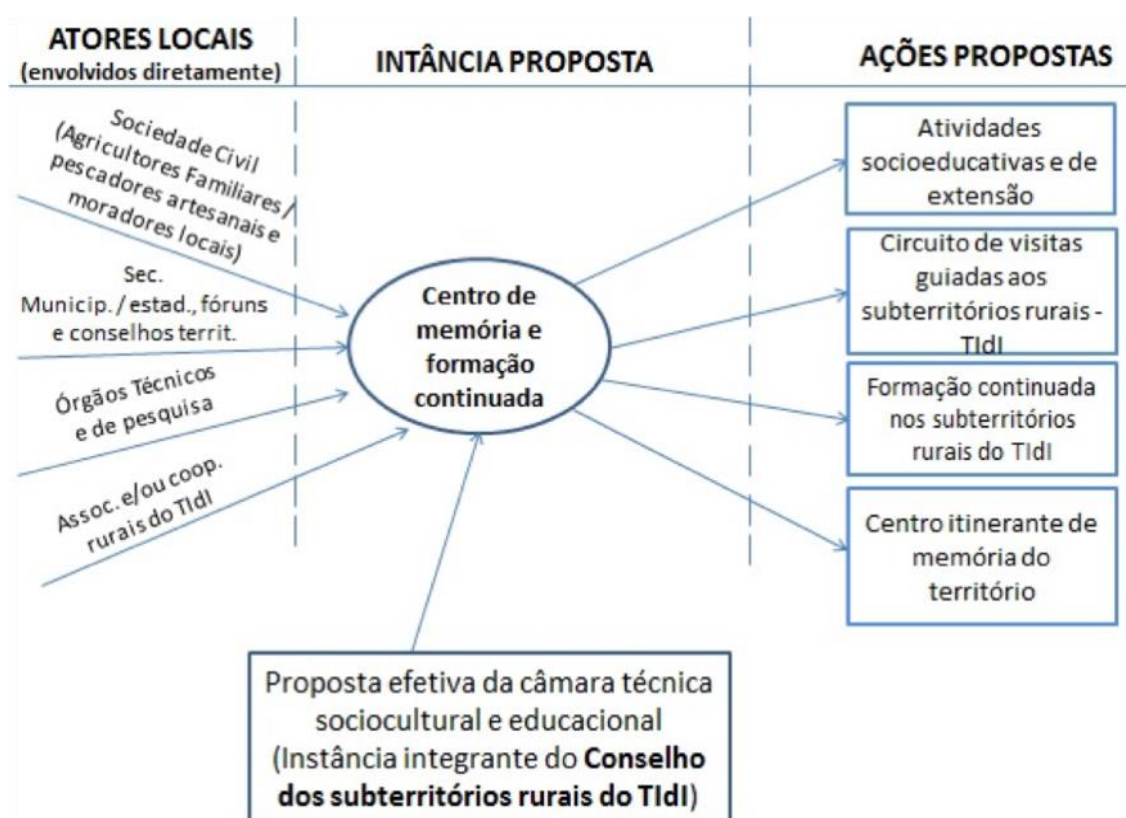 ATORES LOCAIS
(envolvidos diretamente)
INTÂNCIA PROPOSTA
AÇÕES PROPOSTAS
Sociedade Civil
(Agricultores Familiares /
pescadores artesanais e
moradores locais)
Sec.
Municip. / estad., fóruns
e conselhos territ.
Órgãos Técnicos
e de pesquisa
Assoc. e/ou coop.
rurais do TIdI
Centro de
memória e
formação
continuada
Atividades
socioeducativas e de
extensão
Circuito de visitas
guiadas aos
subterritórios rurais -
TIdI
Formação continuada
nos subterritórios
rurais do TIdI
Centro itinerante de
memória do
território
Proposta efetiva da câmara técnica
sociocultural e educacional
(Instância integrante do Conselho
dos subterritórios rurais do TIdI)